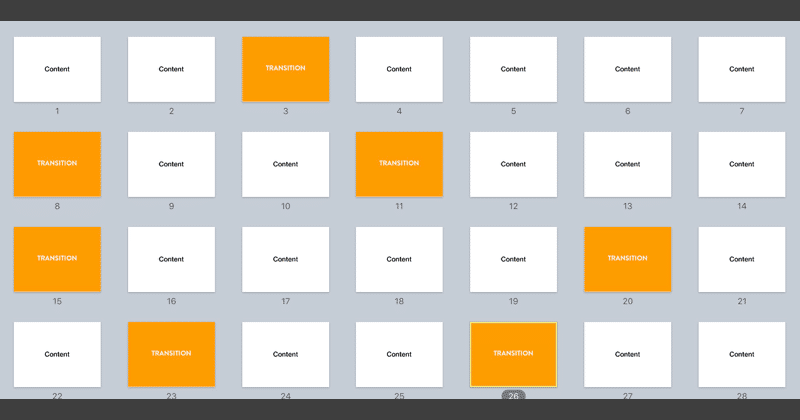 Content Content TRANSITION Content Content Content Content
1 2 3 4 5 6 7
TRANSITION Content Content TRANSITION Content Content Content
8 9 10 11 12 13 14
TRANSITION Content Content Content Content TRANSITION Content
15 16 17 18 19 20 21
Content TRANSITION Content Content TRANSITION Content Content
22 23 24 25 26 27 28